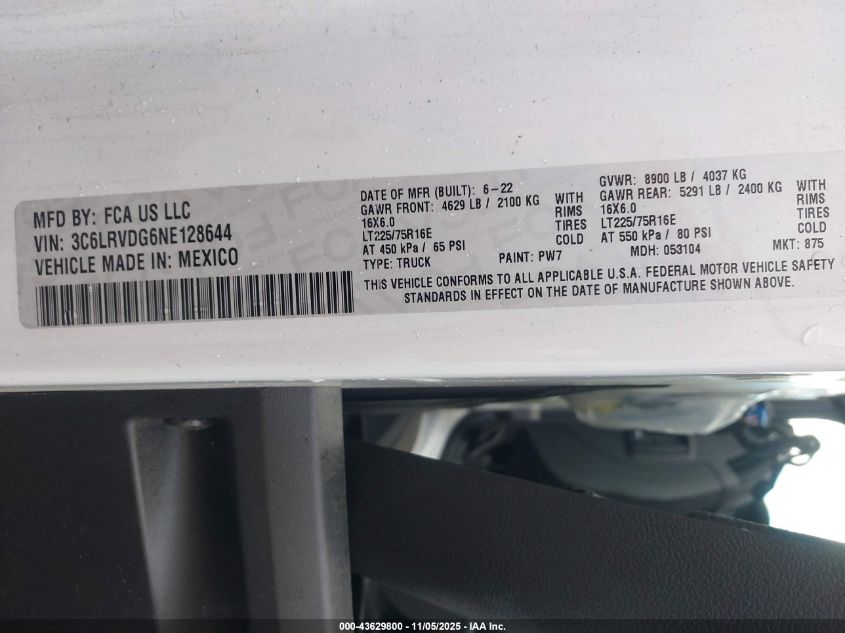 MFD BY: FCA US LLC
VIN: 3C6LRVDG6NE128644
VEHICLE MADE IN: MEXICO
DATE OF MFR (BUILT): 6-22
GAWR FRONT: 4629 LB / 2100 KG WITH
16X6.0 RIMS
LT225/75R16E TIRES
AT 450 kPa / 65 PSI
TYPE: TRUCK PAINT: PW7
GVWR: 8900 LB / 4037 KG
GAWR REAR: 5291 LB / 2400 KG WITH
16X6.0 RIMS
LT225/75R16E TIRES
AT 550 kPa / 80 PSI
MDH: 053104 MKT: 875
THIS VEHICLE CONFORMS TO ALL APPLICABLE U.S.A. FEDERAL MOTOR VEHICLE SAFETY
STANDARDS IN EFFECT ON THE DATE OF MANUFACTURE SHOWN ABOVE.
000-43629800 - 11/05/2025 - IAA Inc.